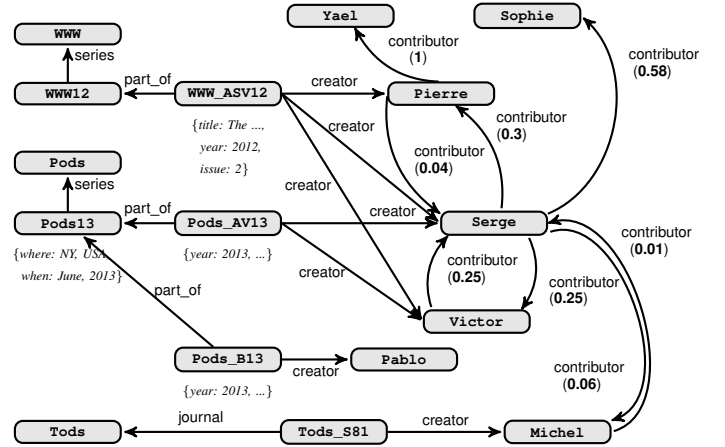 Yael
Sophie
WWW
contributor
(1)
contributor
(0.58)
series
WWW12
part_of
WWW_ASV12
creator
Pierre
{title: The ...,
year: 2012,
issue: 2}
creator
contributor
(0.3)
contributor
(0.04)
Pods
series
creator
Pods13
part_of
Pods_AV13
creator
Serge
{where: NY, USA,
when: June, 2013}
{year: 2013, ...}
creator
contributor
(0.25)
contributor
(0.25)
contributor
(0.01)
part_of
Victor
Pods_B13
creator
Pablo
{year: 2013, ...}
contributor
(0.06)
Tods
journal
Tods_S81
creator
Michel